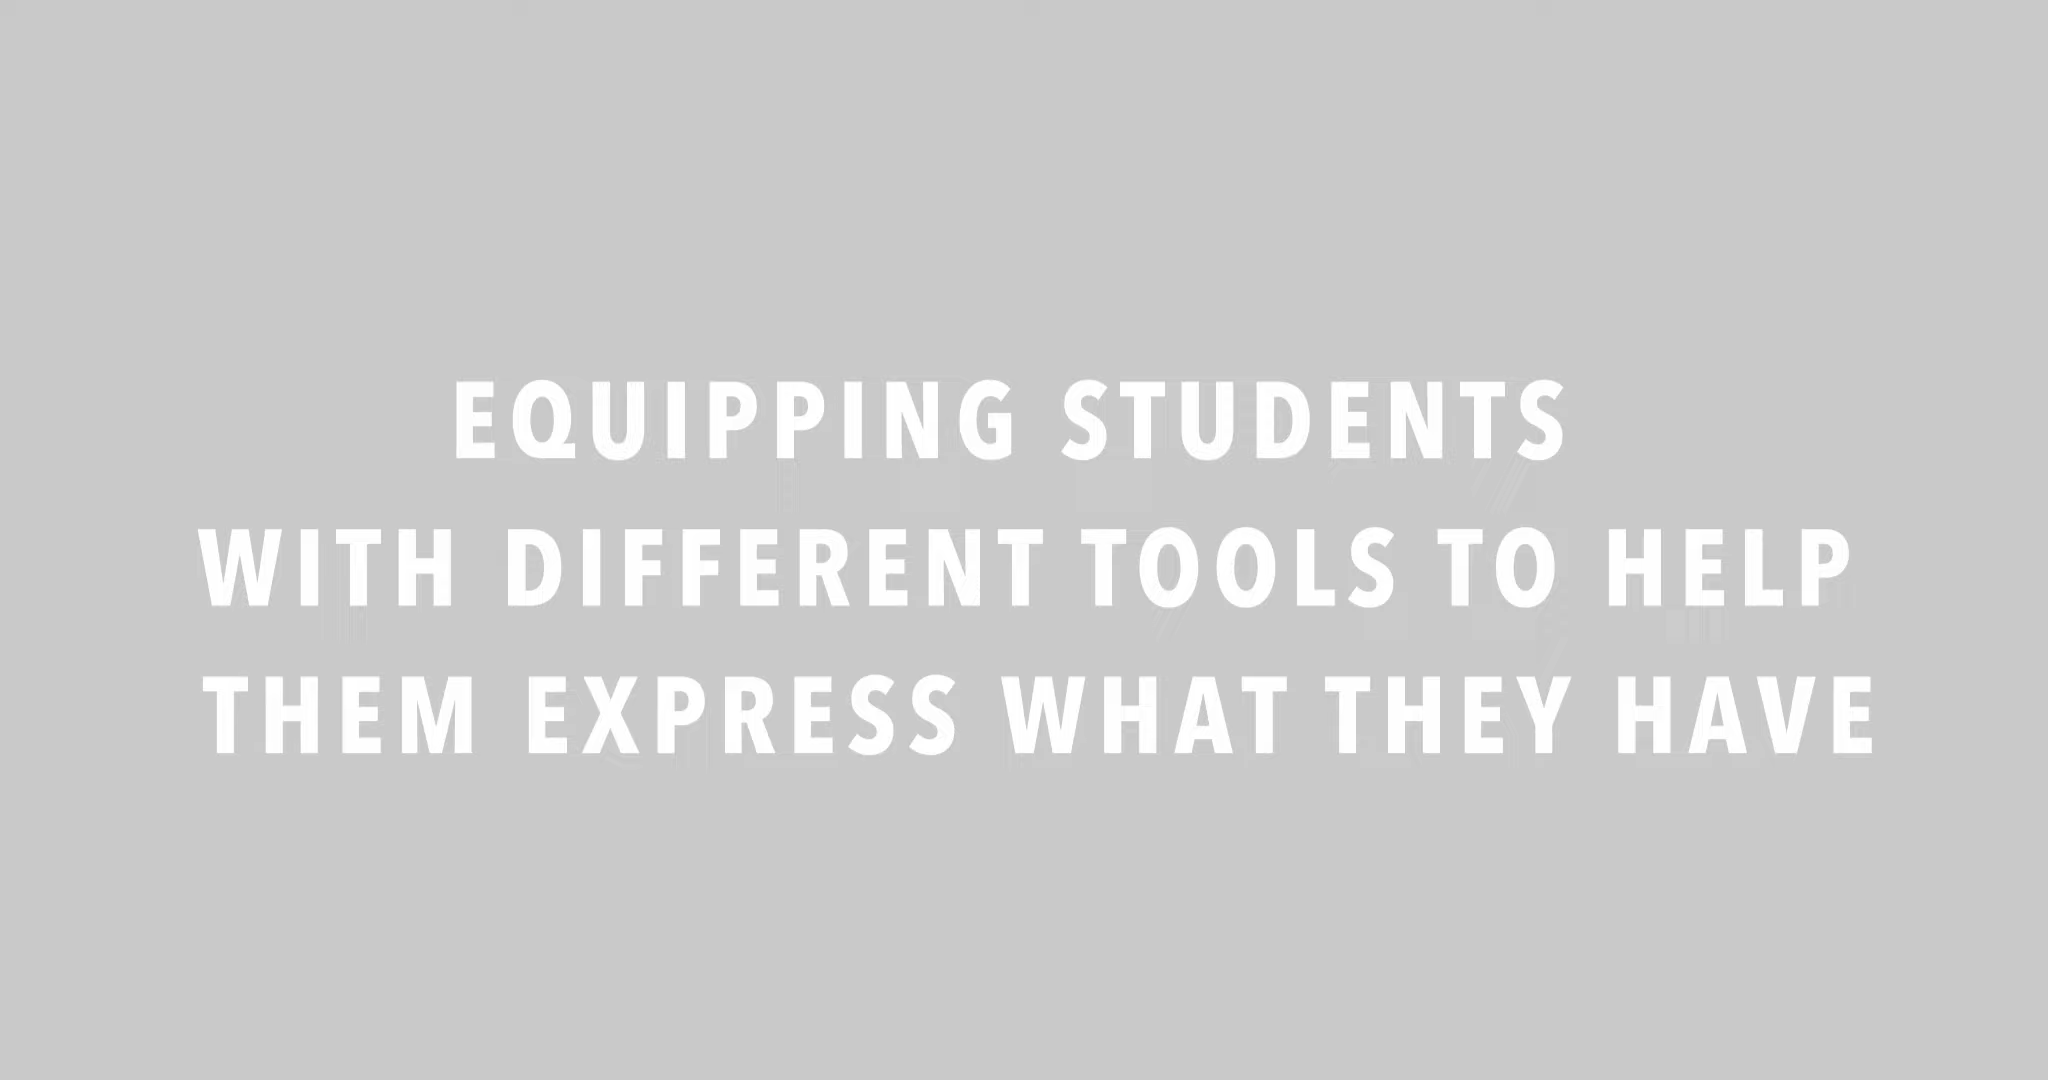 EQUIPPING STUDENTS
WITH DIFFERENT TOOLS TO HELP
THEM EXPRESS WHAT THEY HAVE